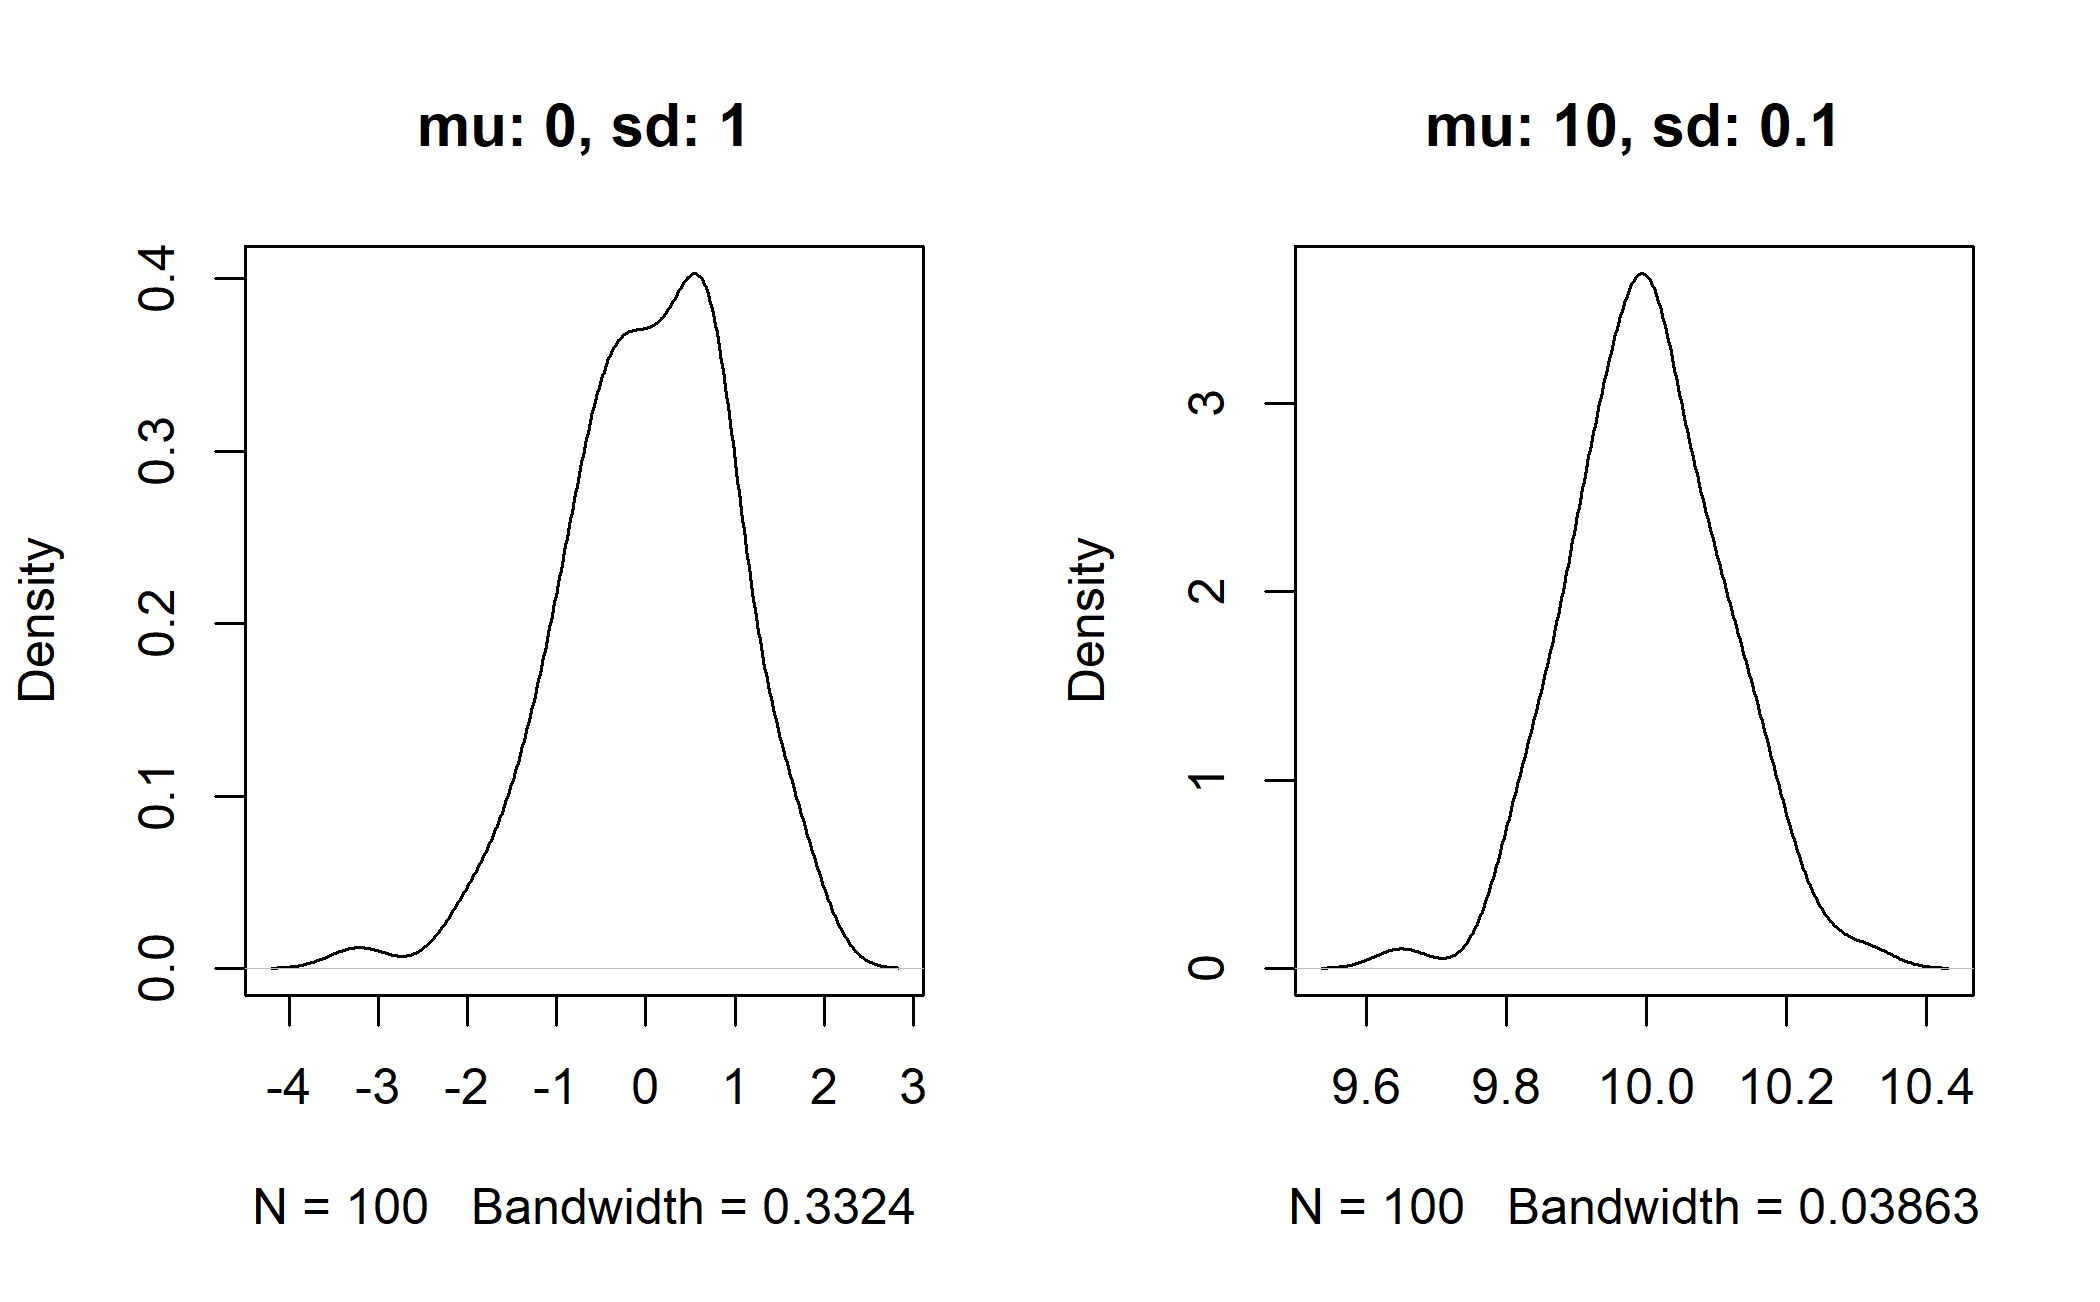 mu: 0, sd: 1
Density
0.4
0.3
0.2
0.1
0.0
-4 -3 -2 -1 0 1 2 3
N = 100 Bandwidth = 0.3324
mu: 10, sd: 0.1
Density
3
2
1
0
9.6 9.8 10.0 10.2 10.4
N = 100 Bandwidth = 0.03863